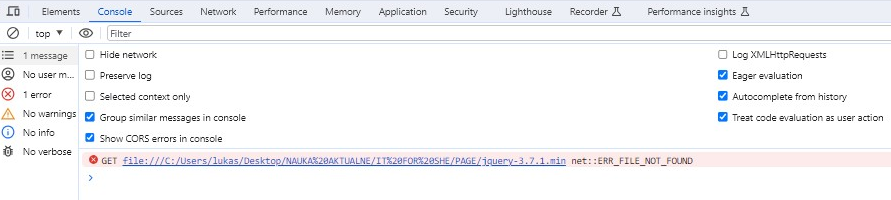 Elements Console Sources Network Performance Memory Application Security Lighthouse Recorder Performance insights
top Filter
1 message
No user m...
1 error
No warnings
No info
No verbose
Hide network
Preserve log
Selected context only
Group similar messages in console
Show CORS errors in console
Log XMLHttpRequests
Eager evaluation
Autocomplete from history
Treat code evaluation as user action
GET file:///C:/Users/lukas/Desktop/NAUKA%20AKTUALNE/IT%20FOR%20SHE/PAGE/jquery-3.7.1.min net::ERR_FILE_NOT_FOUND